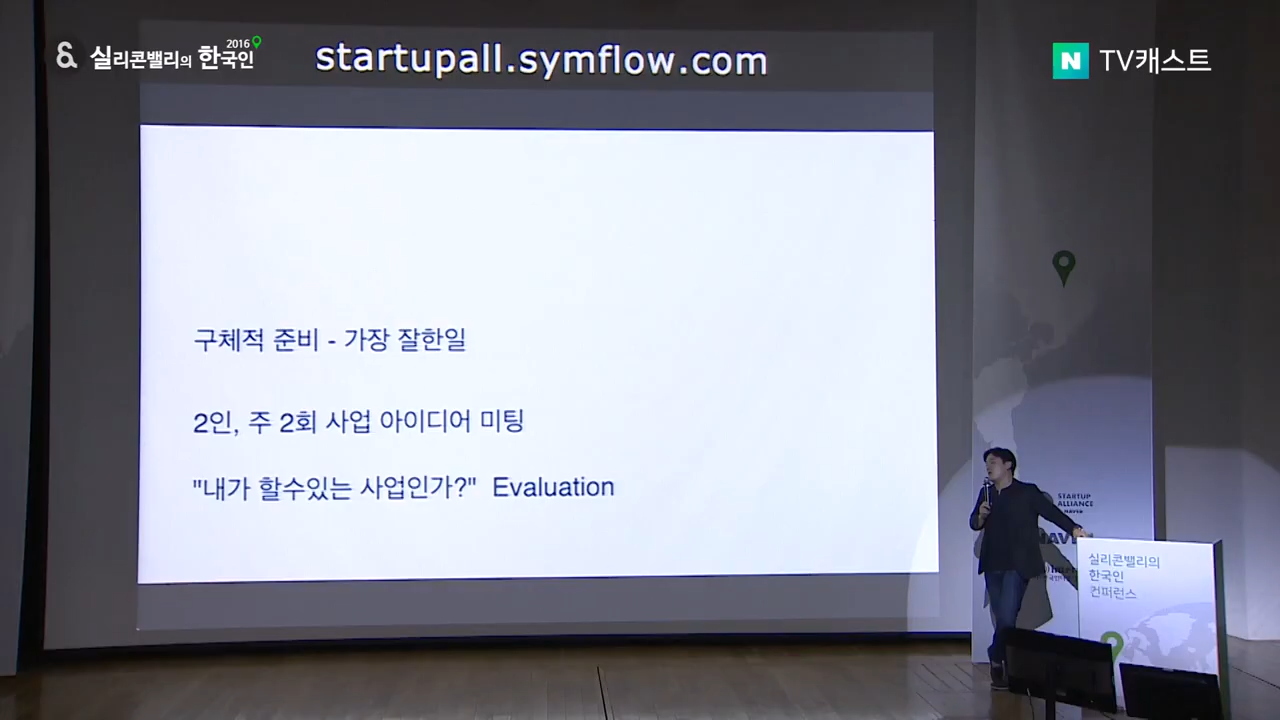 2016
실리콘밸리의 한국인
startupall.symflow.com
N TV캐스트
구체적 준비 - 가장 잘한일
2인, 주 2회 사업 아이디어 미팅
"내가 할수있는 사업인가?" Evaluation
STARTUP
ALLIANCE
NAVER
실리콘밸리의
한국인
컨퍼런스